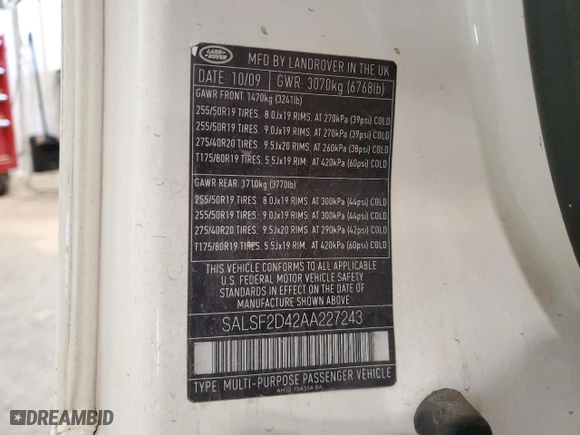 LAND-
ROVER
MFD BY LANDROVER IN THE UK
DATE: 10/09 GWR: 3070kg (6768lb)
GAWR FRONT: 1470kg (3241lb)
255/50R19 TIRES, 8.0Jx19 RIMS, AT 270kPa (39psi) COLD
255/50R19 TIRES, 9.0Jx19 RIMS, AT 270kPa (39psi) COLD
275/40R20 TIRES, 9.5Jx20 RIMS AT 260kPa (38psi) COLD
T175/80R19 TIRES, 5.5Jx19 RIM, AT 420kPa (60psi) COLD
GAWR REAR: 1710kg (3770lb)
255/50R19 TIRES, 8.0Jx19 RIMS AT 300kPa (44psi) COLD
255/50R19 TIRES, 9.0Jx19 RIMS, AT 300kPa (44psi) COLD
275/40R20 TIRES, 9.5Jx20 RIMS AT 290kPa (42psi) COLD
T175/80R19 TIRES, 5.5Jx19 RIM AT 420kPa (60psi) COLD
THIS VEHICLE CONFORMS TO ALL APPLICABLE
U.S. FEDERAL MOTOR VEHICLE SAFETY
STANDARDS IN EFFECT ON THE DATE OF
MANUFACTURE SHOWN ABOVE.
SALSF2D42AA227243
TYPE: MULTI-PURPOSE PASSENGER VEHICLE
DREAMBID